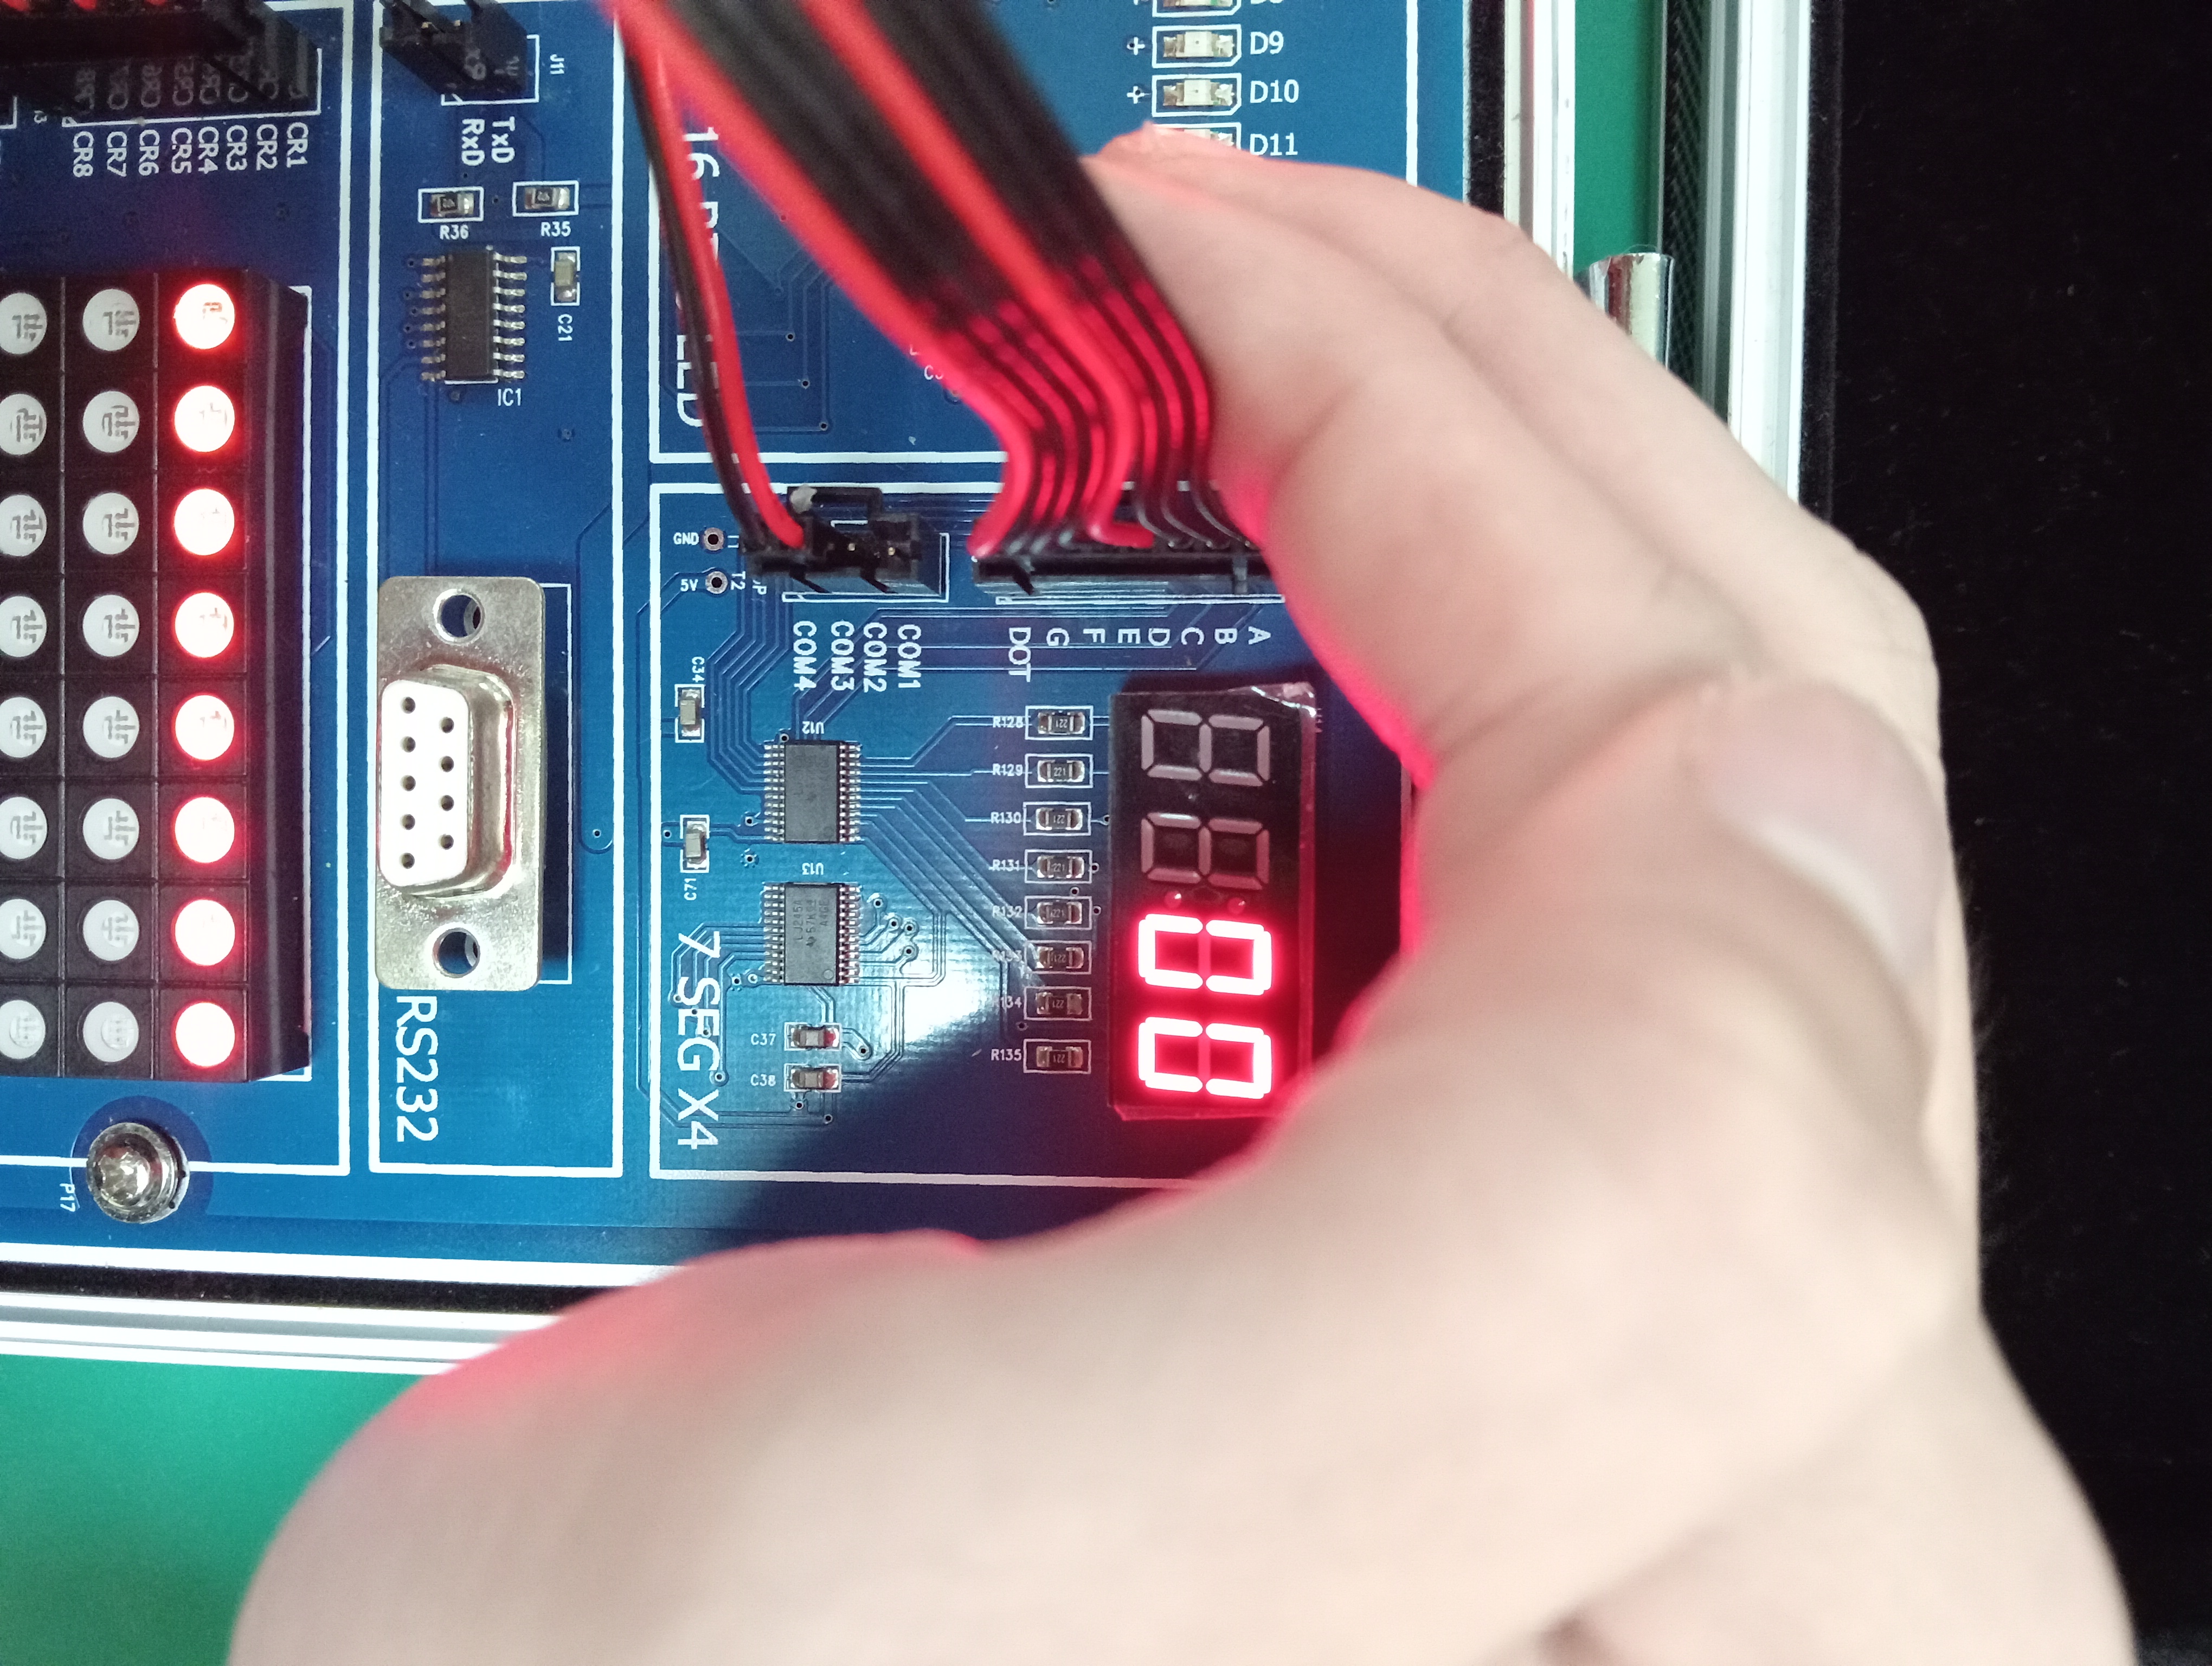 D9
D10
D11
A
B
C
D
E
F
G
DOT
00
R128
R129
R130
R131
R132
R135
COM1
COM2
COM3
COM4
U12
U13
C37
C38
T2
GND
5V
C34
C71
7 SEG X4
16
LED
J11
TxD
RxD
R35
R36
C21
IC1
RS232
CR1
CR2
CR3
CR4
CR5
CR6
CR7
CR8
P17